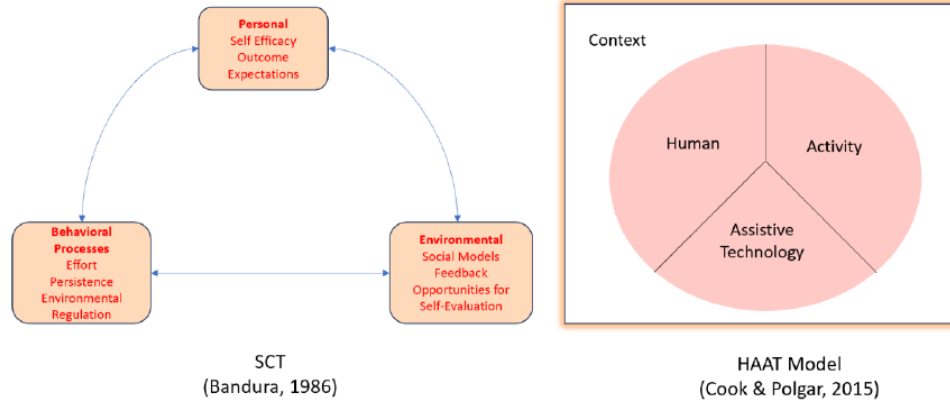 Personal
Self Efficacy
Outcome
Expectations
Behavioral
Processes
Effort
Persistence
Environmental
Regulation
Environmental
Social Models
Feedback
Opportunities for
Self-Evaluation
SCT
(Bandura, 1986)
Context
Human
Activity
Assistive
Technology
HAAT Model
(Cook & Polgar, 2015)